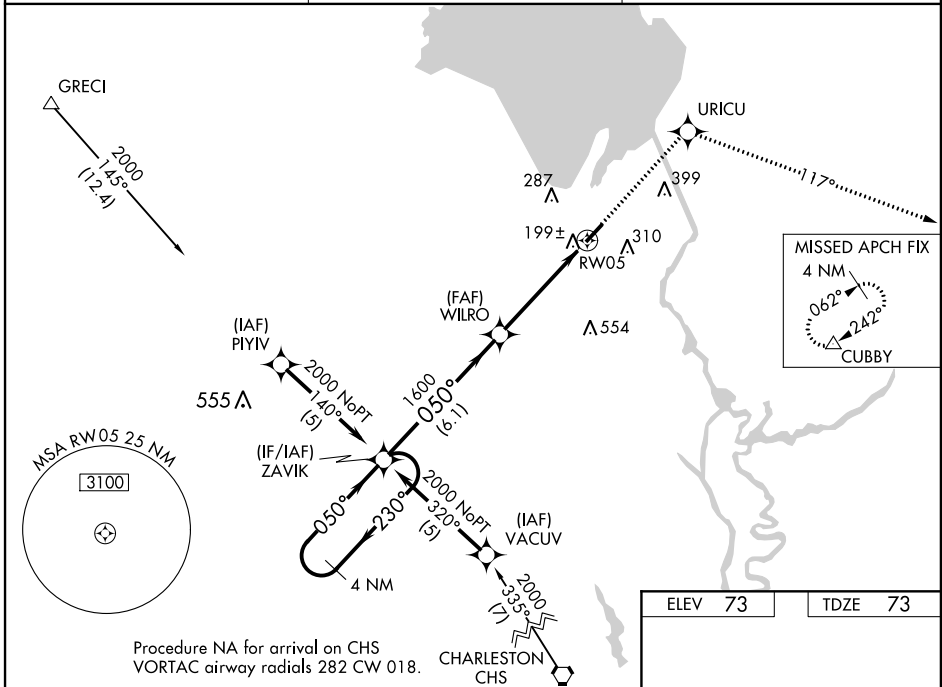 GRECI
2000
145°
(12.4)
URICU
117°
287
399
199±
310
RW05
MISSED APCH FIX
4 NM
062°
242°
CUBBY
(FAF)
WILRO
554
(IAF)
PIYIV
2000 NoPT
140°
(5)
1600
050°
(6.1)
555
(IF/IAF)
ZAVIK
MSA RW05 25 NM
3100
050°
230°
2000 NoPT
320°
(5)
(IAF)
VACUV
4 NM
2000
335°
(7)
ELEV 73
TDZE 73
Procedure NA for arrival on CHS
VORTAC airway radials 282 CW 018.
CHARLESTON
CHS